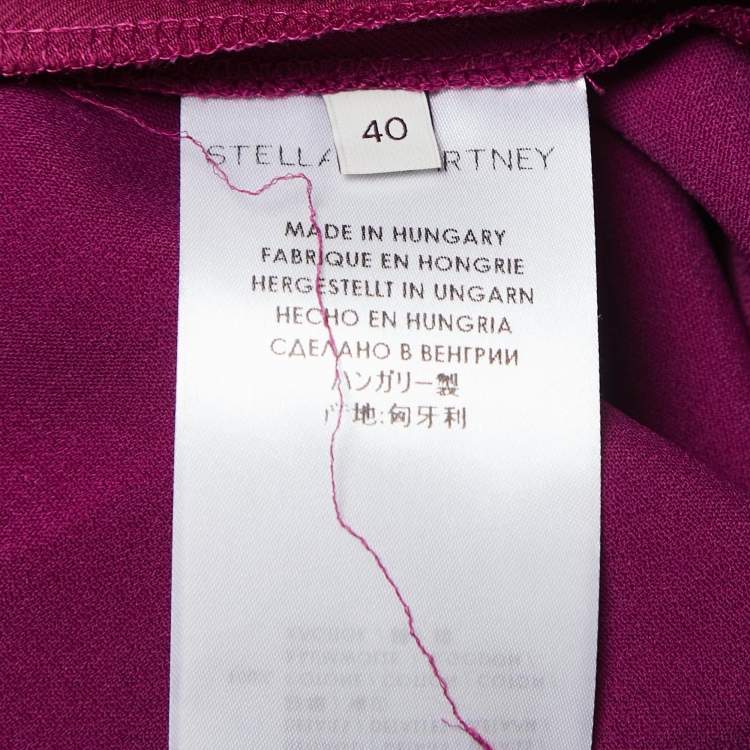 40
STELLA RTNEY
MADE IN HUNGARY
FABRIQUE EN HONGRIE
HERGESTELLT IN UNGARN
HECHO EN HUNGRIA
СДЕЛАНО В ВЕНГРИИ
ハンガリー製
产地:匈牙利